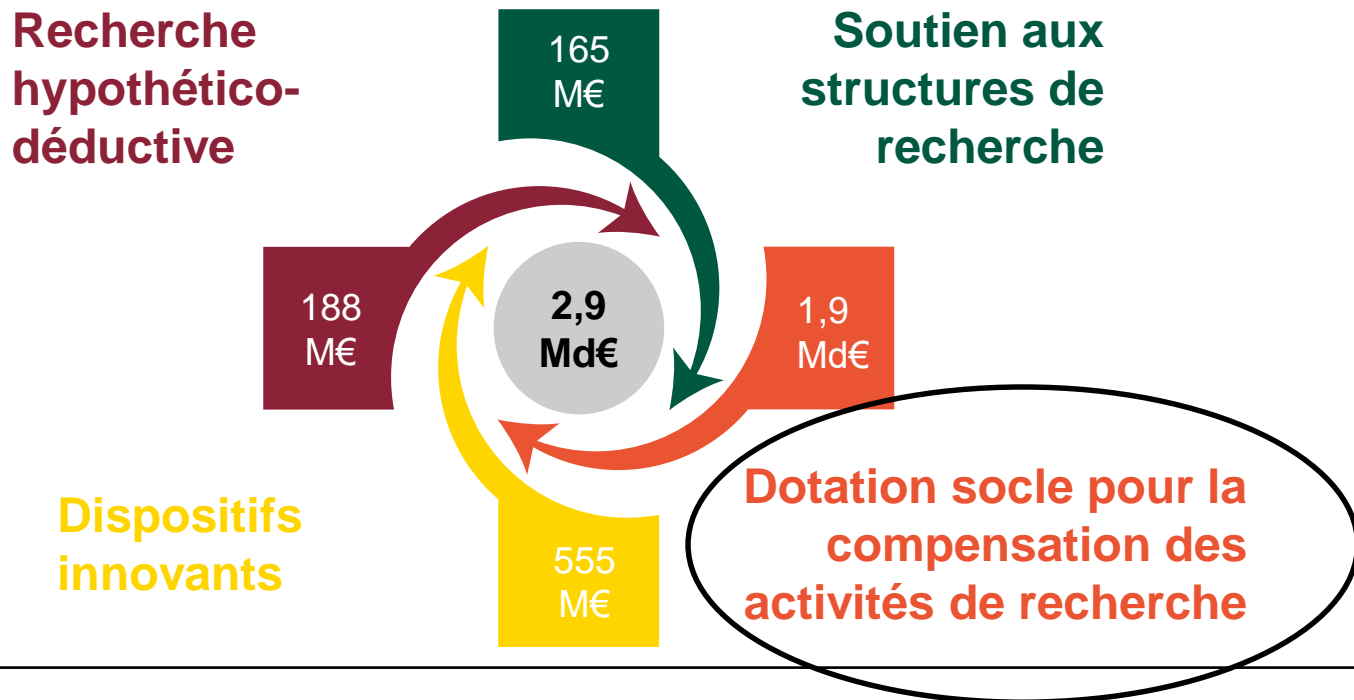 Recherche
hypothético-
déductive
165
M€
Soutien aux
structures de
recherche
188
M€
2,9
Md€
1,9
Md€
Dispositifs
innovants
555
M€
Dotation socle pour la
compensation des
activités de recherche